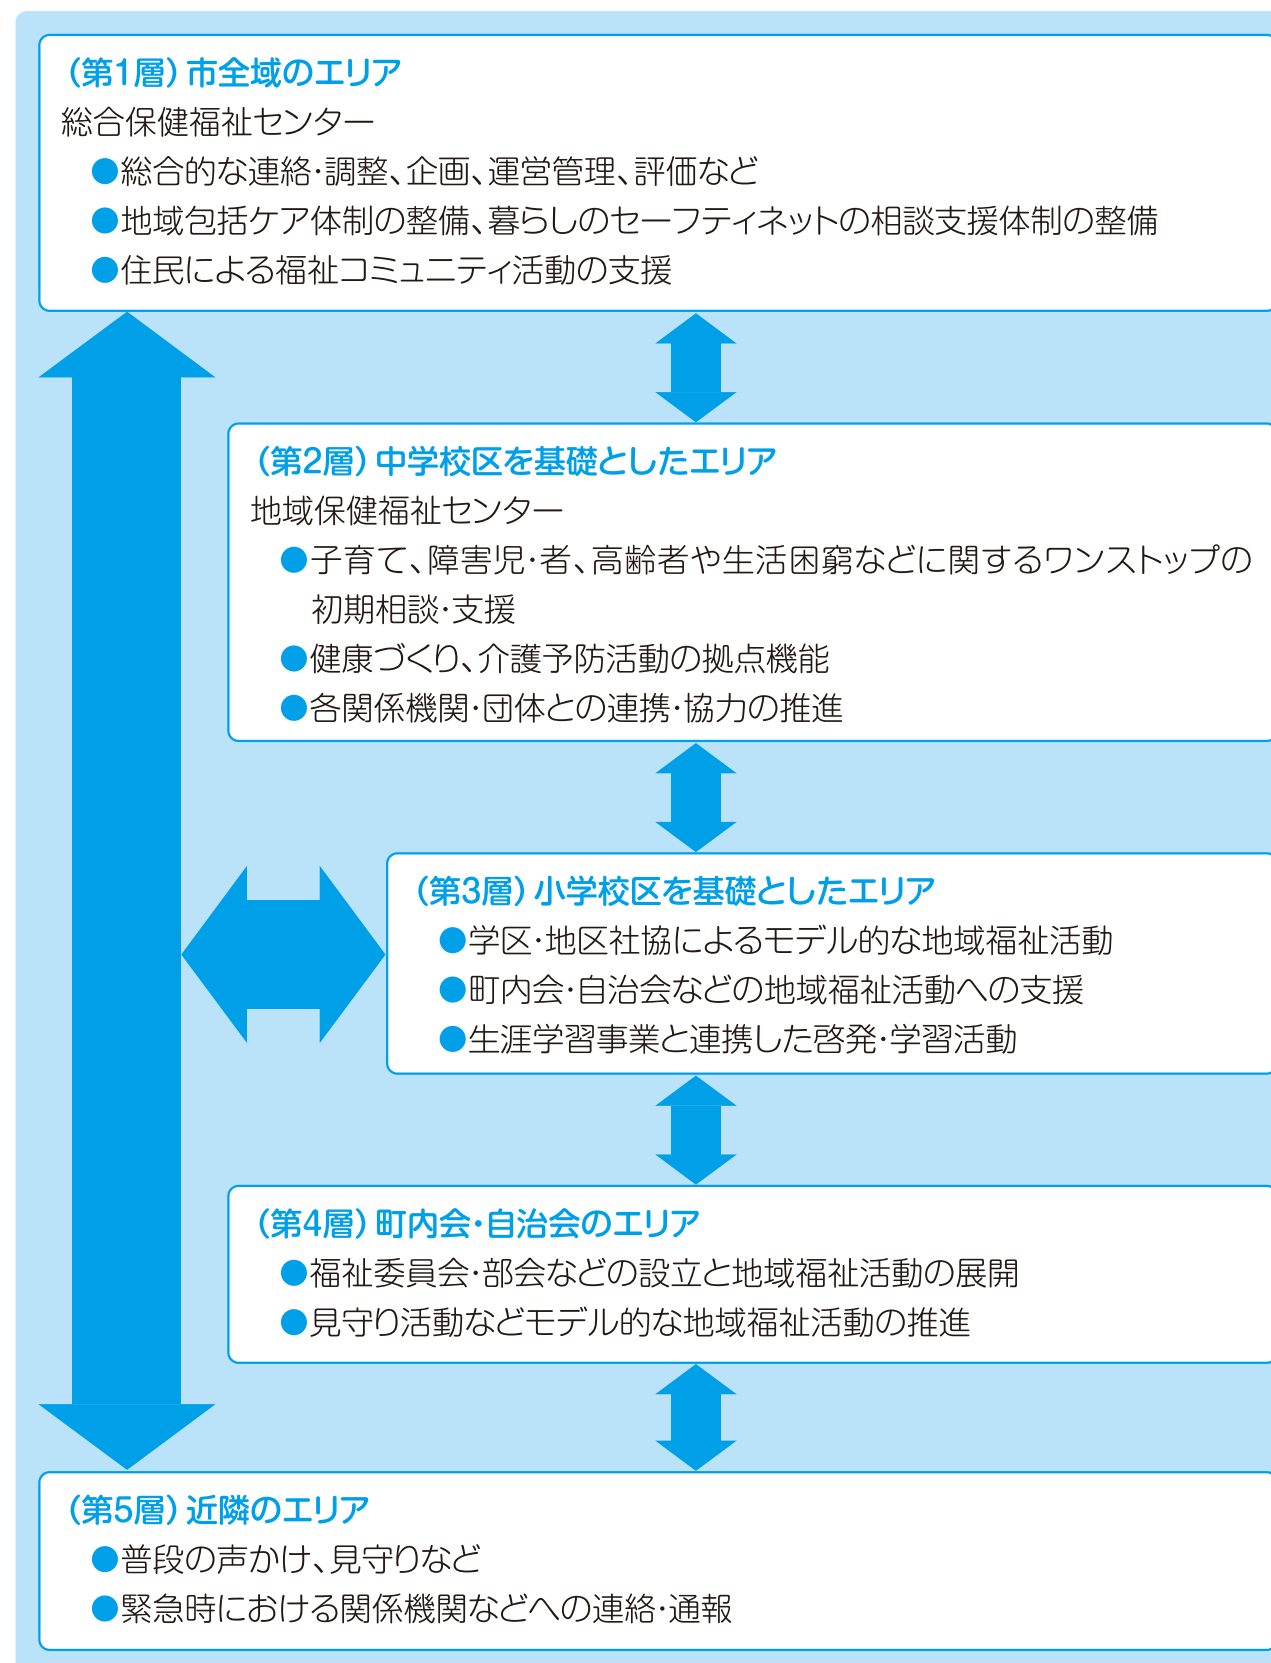 （第1層）市全域のエリア
総合保健福祉センター
●総合的な連絡・調整、企画、運営管理、評価など
●地域包括ケア体制の整備、暮らしのセーフティネットの相談支援体制の整備
●住民による福祉コミュニティ活動の支援
（第2層）中学校区を基礎としたエリア
地域保健福祉センター
●子育て、障害児・者、高齢者や生活困窮などに関するワンストップの
初期相談・支援
●健康づくり、介護予防活動の拠点機能
●各関係機関・団体との連携・協力の推進
（第3層）小学校区を基礎としたエリア
●学区・地区社協によるモデル的な地域福祉活動
●町内会・自治会などの地域福祉活動への支援
●生涯学習事業と連携した啓発・学習活動
（第4層）町内会・自治会のエリア
●福祉委員会・部会などの設立と地域福祉活動の展開
●見守り活動などモデル的な地域福祉活動の推進
（第5層）近隣のエリア
●普段の声かけ、見守りなど
●緊急時における関係機関などへの連絡・通報